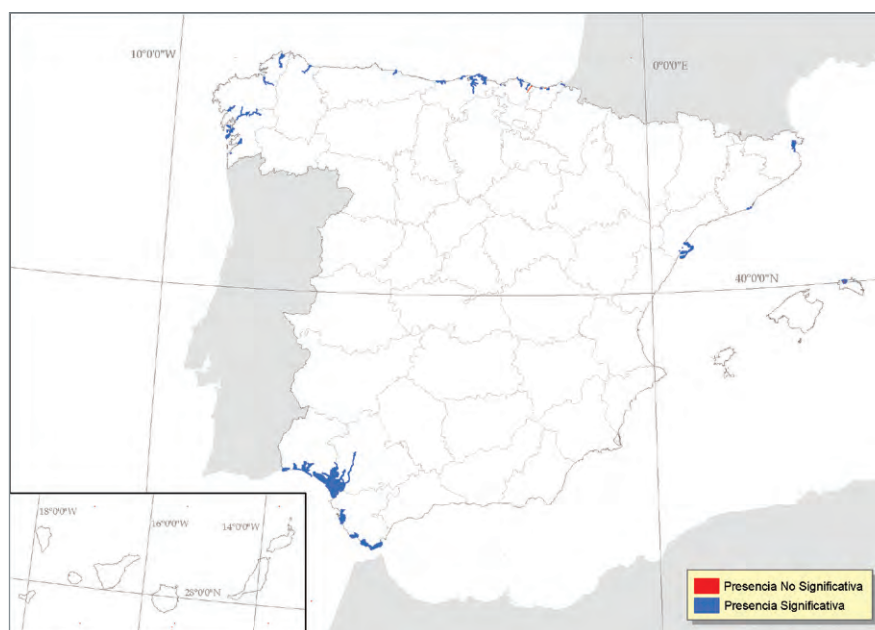 10°0'0"W
0°0'0"E
40°0'0"N
18°0'0"W
16°0'0"W
14°0'0"W
28°0'0"N
Presencia No Significativa
Presencia Significativa